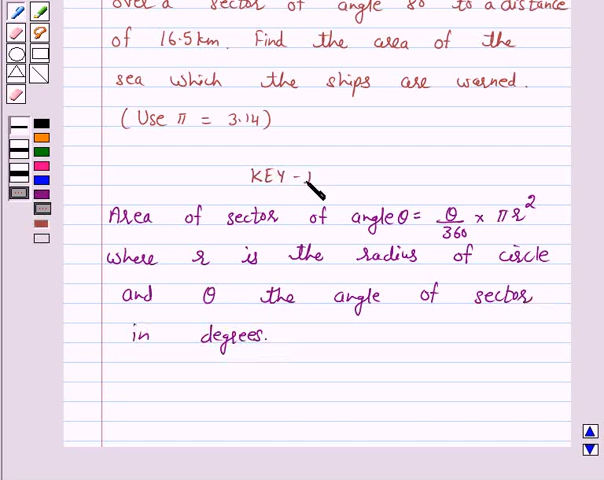 over a sector of angle 80° to a distance
of 16.5 km. Find the area of the
sea which the ships are warned.
(Use π = 3.14)
KEY - 1
Area of sector of angle θ = θ/360 × πr²
where r is the radius of circle
and θ the angle of sector
in degrees.